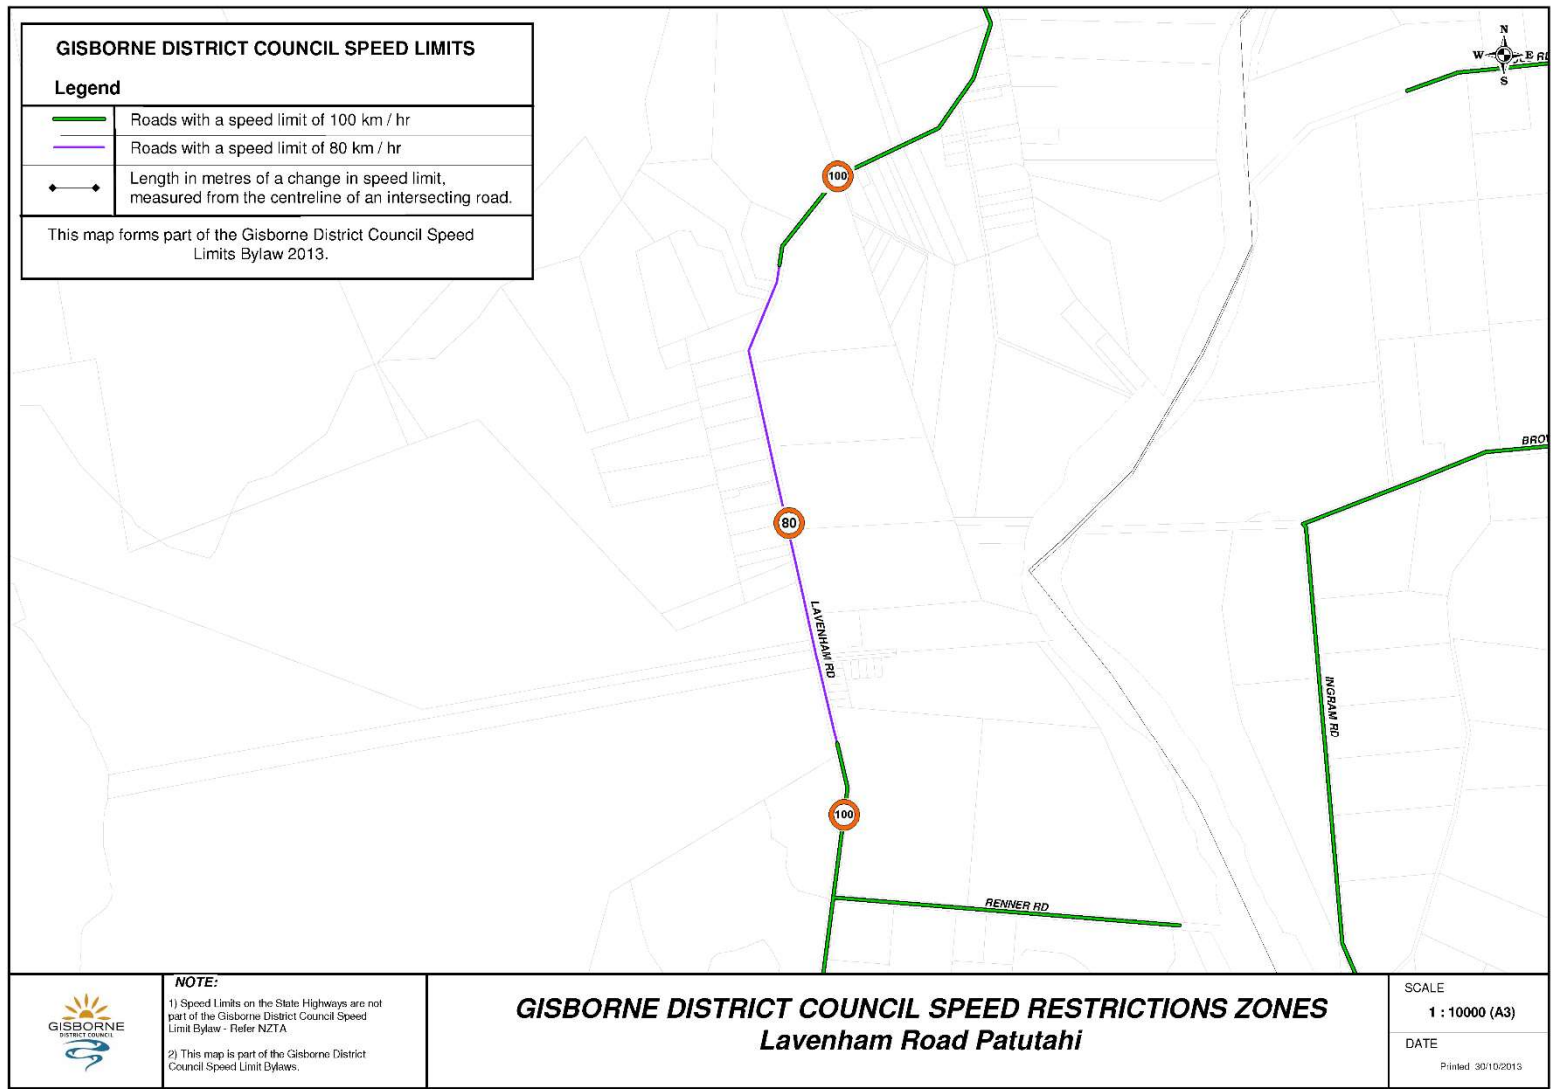 GISBORNE DISTRICT COUNCIL SPEED LIMITS
Legend
Roads with a speed limit of 100 km / hr
Roads with a speed limit of 80 km / hr
Length in metres of a change in speed limit,
measured from the centreline of an intersecting road.
This map forms part of the Gisborne District Council Speed
Limits Bylaw 2013.
N
W E
S
RD
100
BROW
80
LAVENHAM RD
INGRAM RD
100
RENNER RD
GISBORNE
DISTRICT COUNCIL
NOTE:
1) Speed Limits on the State Highways are not
part of the Gisborne District Council Speed
Limit Bylaw - Refer NZTA
2) This map is part of the Gisborne District
Council Speed Limit Bylaws.
GISBORNE DISTRICT COUNCIL SPEED RESTRICTIONS ZONES
Lavenham Road Patutahi
SCALE
1 : 10000 (A3)
DATE
Printed 30/10/2013